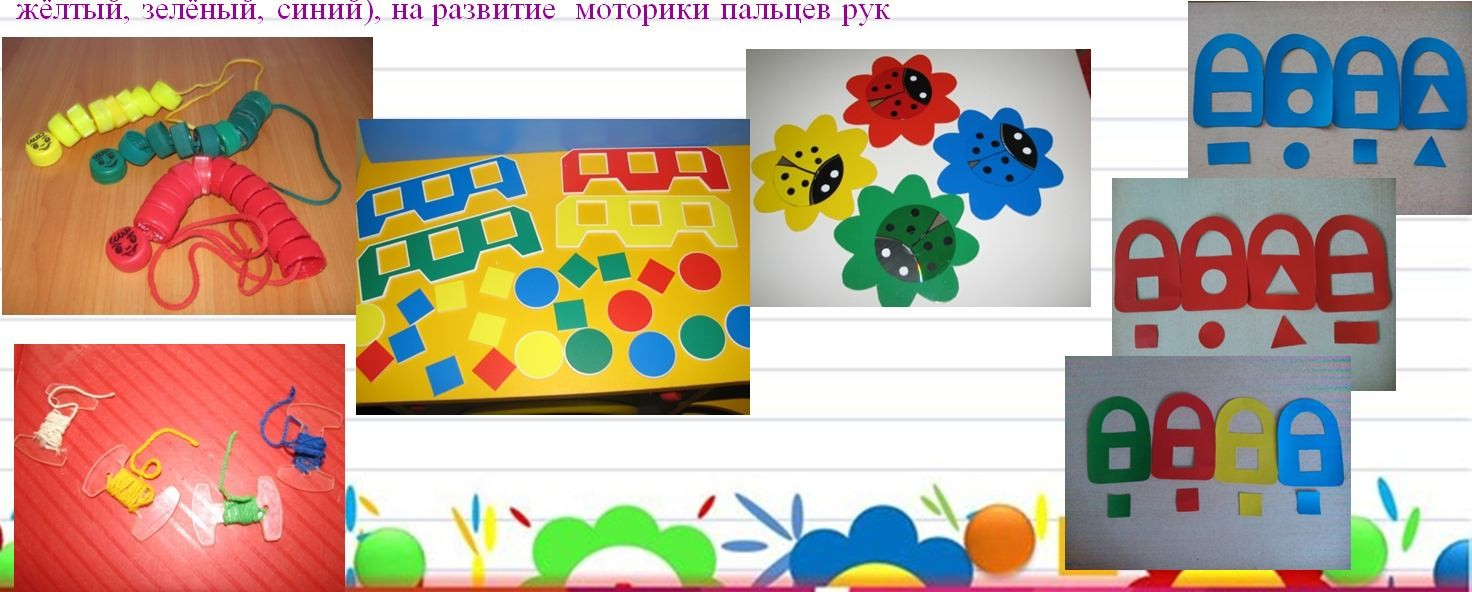 жёлтый, зелёный, синий), на развитие моторики пальцев рук